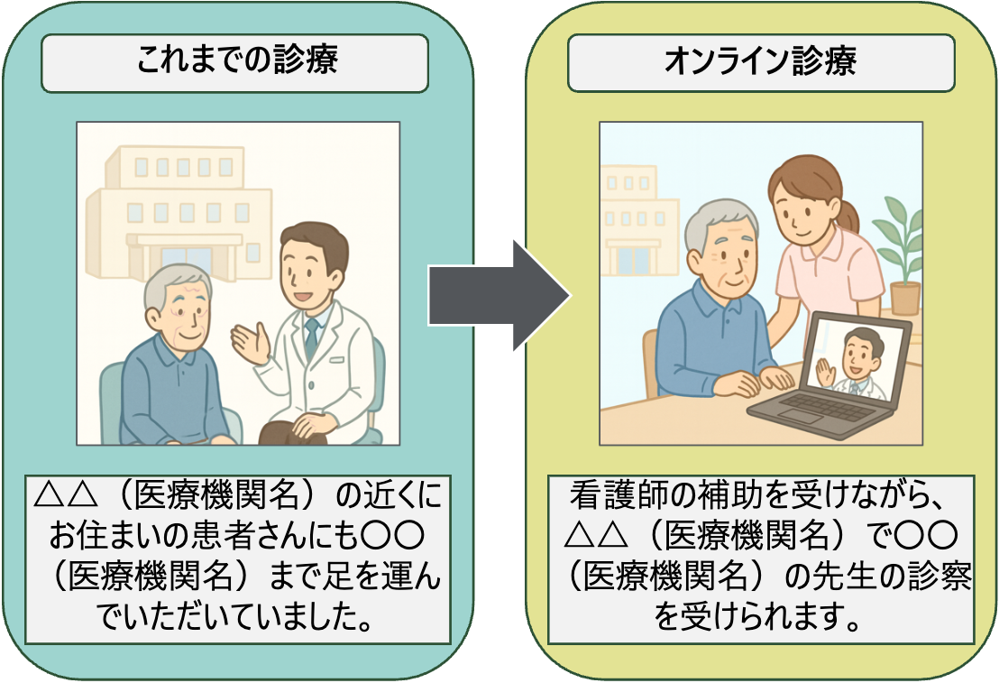 これまでの診療
△△（医療機関名）の近くに
お住まいの患者さんにも〇〇
（医療機関名）まで足を運ん
でいただいていました。
オンライン診療
看護師の補助を受けながら、
△△（医療機関名）で〇〇
（医療機関名）の先生の診察
を受けられます。